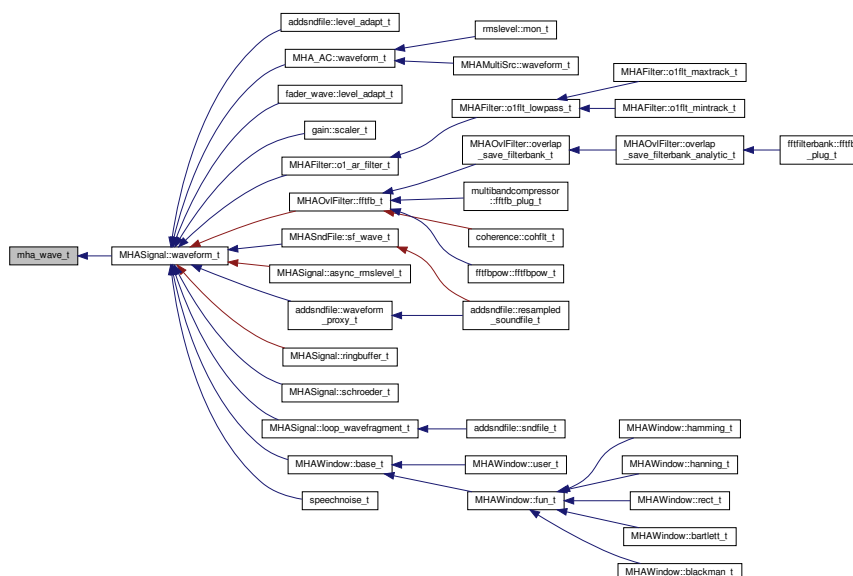 addsndfile::level_adapt_t
rmslevel::mon_t
MHA_AC::waveform_t
MHAMultiSrc::waveform_t
MHAFilter::o1flt_maxtrack_t
fader_wave::level_adapt_t
MHAFilter::o1flt_lowpass_t
MHAFilter::o1flt_mintrack_t
gain::scaler_t
MHAOvlFilter::overlap
_save_filterbank_t
MHAOvlFilter::overlap
_save_filterbank_analytic_t
fftfilterbank::fftfb
_plug_t
MHAFilter::o1_ar_filter_t
MHAOvlFilter::fftfb_t
multibandcompressor
::fftfb_plug_t
MHASndFile::sf_wave_t
coherence::cohflt_t
mha_wave_t
MHASignal::waveform_t
MHASignal::async_rmslevel_t
fftfbpow::fftfbpow_t
addsndfile::waveform
_proxy_t
addsndfile::resampled
_soundfile_t
MHASignal::ringbuffer_t
MHASignal::schroeder_t
MHASignal::loop_wavefragment_t
addsndfile::sndfile_t
MHAWindow::hamming_t
MHAWindow::base_t
MHAWindow::user_t
MHAWindow::hanning_t
speechnoise_t
MHAWindow::fun_t
MHAWindow::rect_t
MHAWindow::bartlett_t
MHAWindow::blackman_t